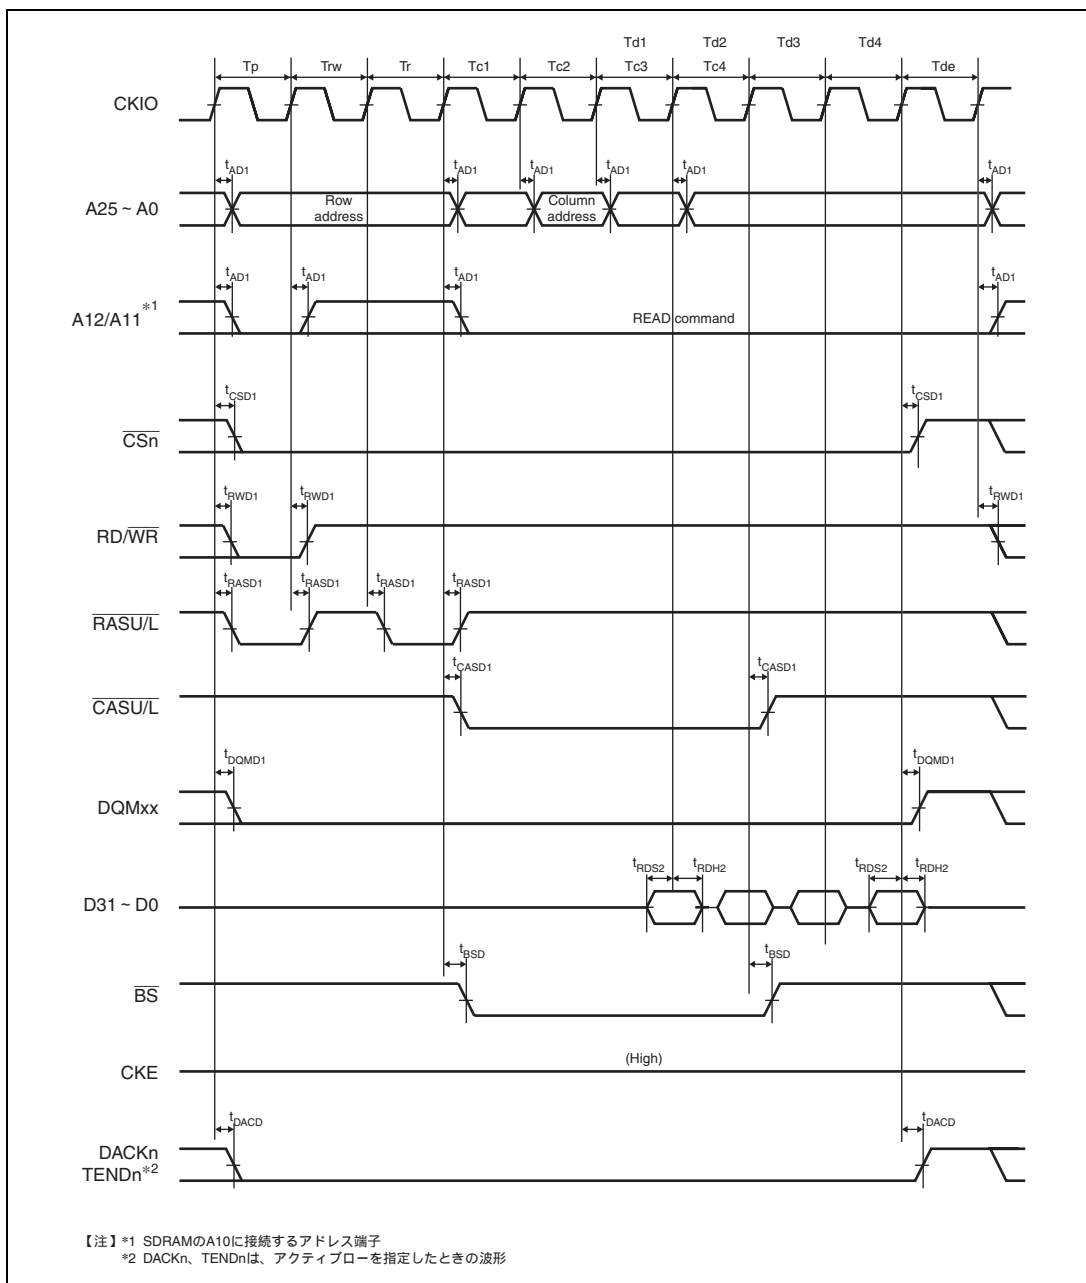 Td1 Td2 Td3 Td4
Tp Trw Tr Tc1 Tc2 Tc3 Tc4 Tde
CKIO
tAD1 tAD1 tAD1 tAD1 tAD1 tAD1
A25 ~ A0
Row
address
Column
address
tAD1 tAD1 tAD1 tAD1
A12/A11*1
READ command
tCSD1 tCSD1
CSn
tRWD1 tRWD1 tRWD1
RD/WR
tRASD1 tRASD1 tRASD1 tRASD1
RASU/L
tCASD1 tCASD1
CASU/L
tDQMD1 tDQMD1
DQMxx
tRDS2 tRDH2 tRDS2 tRDH2
D31 ~ D0
tBSD tBSD
BS
(High)
CKE
tDACD tDACD
DACKn
TENDn*2
【注】*1 SDRAMのA10に接続するアドレス端子
*2 DACKn、TENDnは、アクティブローを指定したときの波形